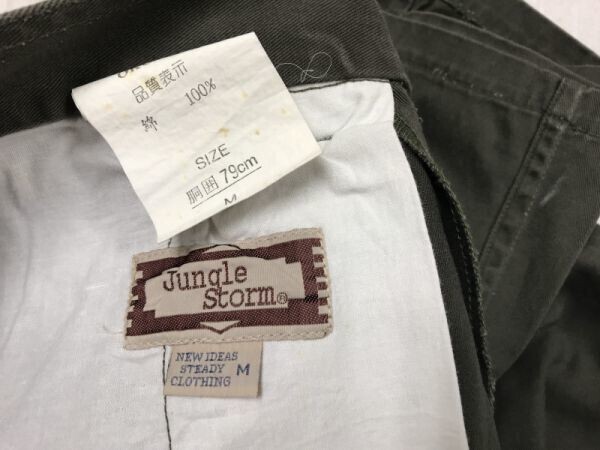 品質表示
綿 100%
SIZE
胴囲 79cm
M
Jungle
Storm®
NEW IDEAS
STEADY
CLOTHING
M